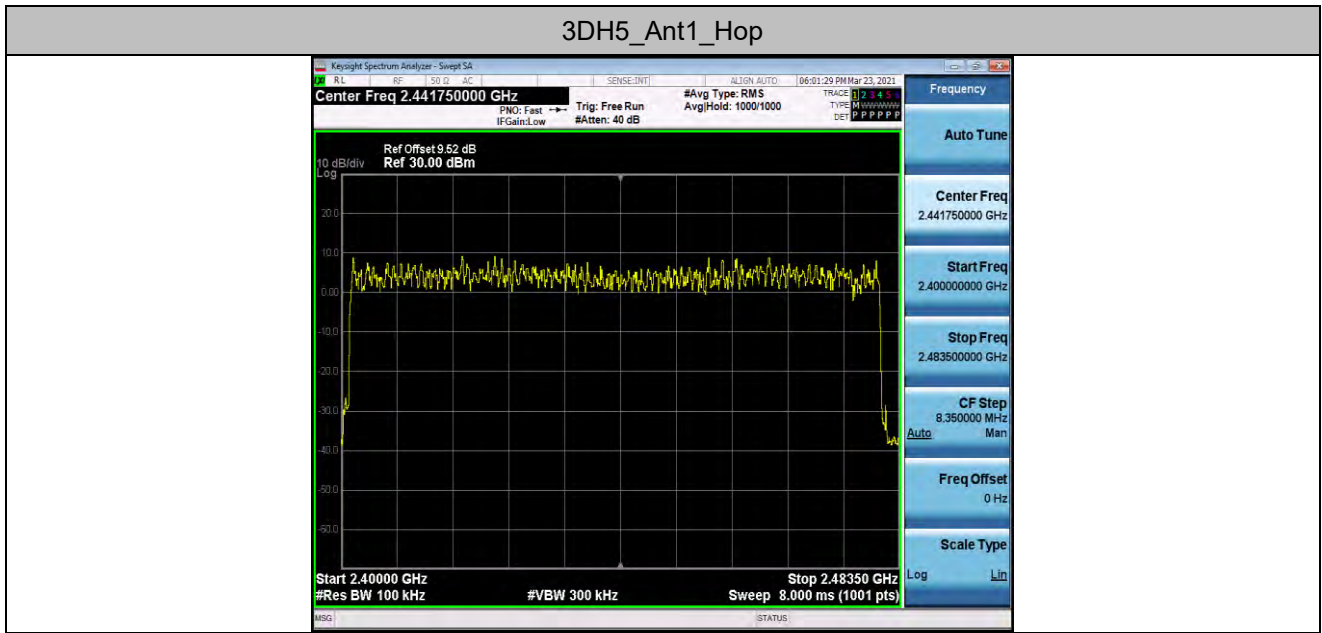 3DH5_Ant1_Hop
Keysight Spectrum Analyzer - Swept SA
RL RF 50 Ω AC SENSE:INT ALIGN AUTO 06:01:29 PM Mar 23, 2021
Center Freq 2.441750000 GHz
PNO: Fast
IFGain:Low
Trig: Free Run
#Atten: 40 dB
#Avg Type: RMS
Avg|Hold: 1000/1000
TRACE 1 2 3 4 5
TYPE M
DET P P P P P P
Ref Offset 9.52 dB
10 dB/div Ref 30.00 dBm
Log
20.0
10.0
0.00
-10.0
-20.0
-30.0
-40.0
-50.0
-60.0
Start 2.40000 GHz Stop 2.48350 GHz
#Res BW 100 kHz #VBW 300 kHz Sweep 8.000 ms (1001 pts)
MSG STATUS
Frequency
Auto Tune
Center Freq
2.441750000 GHz
Start Freq
2.400000000 GHz
Stop Freq
2.483500000 GHz
CF Step
8.350000 MHz
Auto Man
Freq Offset
0 Hz
Scale Type
Log Lin